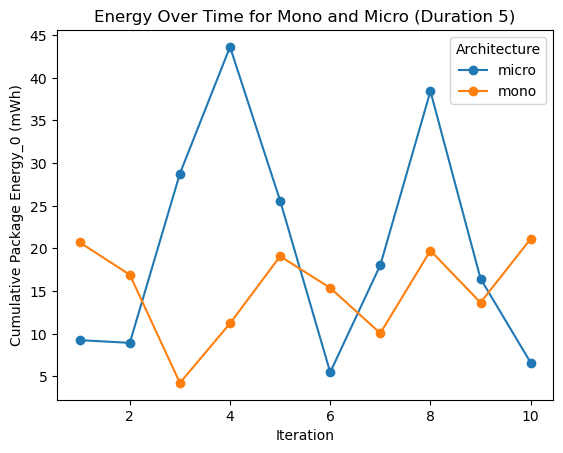 Energy Over Time for Mono and Micro (Duration 5)
Cumulative Package Energy_0 (mWh)
45
40
35
30
25
20
15
10
5
Architecture
micro
mono
2 4 6 8 10
Iteration